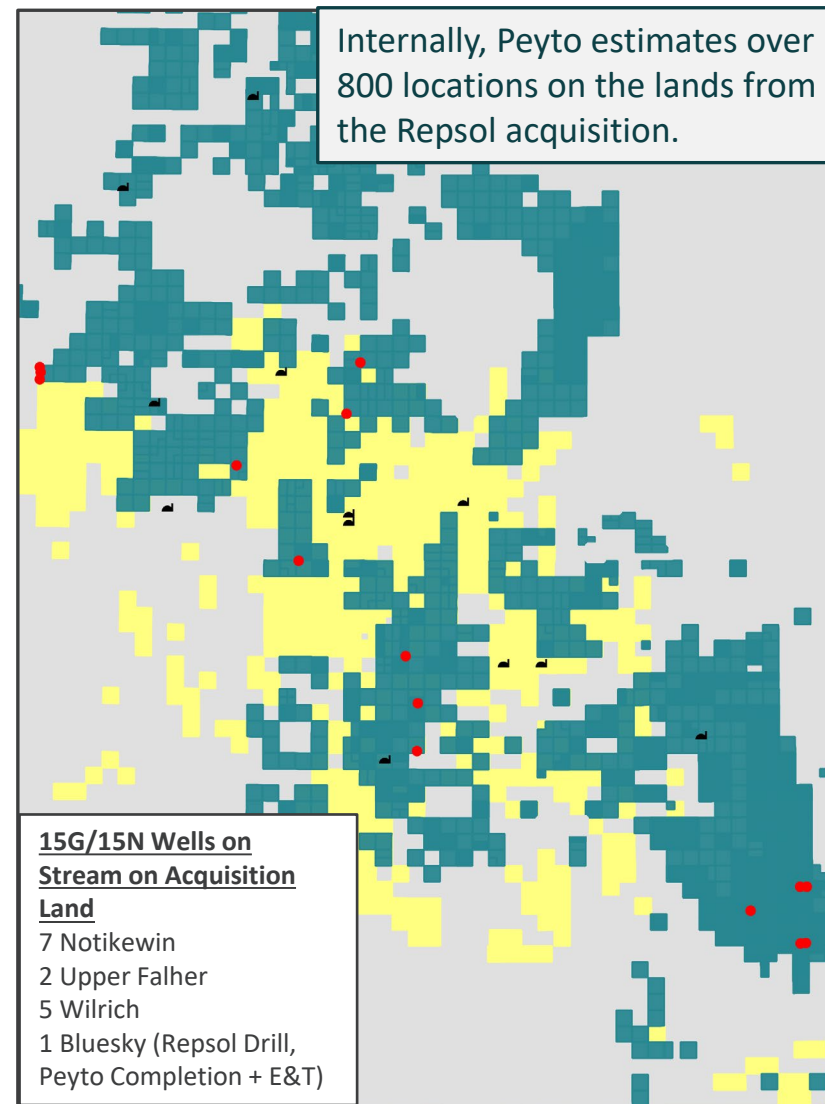 Internally, Peyto estimates over
800 locations on the lands from
the Repsol acquisition.
15G/15N Wells on
Stream on Acquisition
Land
7 Notikewin
2 Upper Falher
5 Wilrich
1 Bluesky (Repsol Drill,
Peyto Completion + E&T)